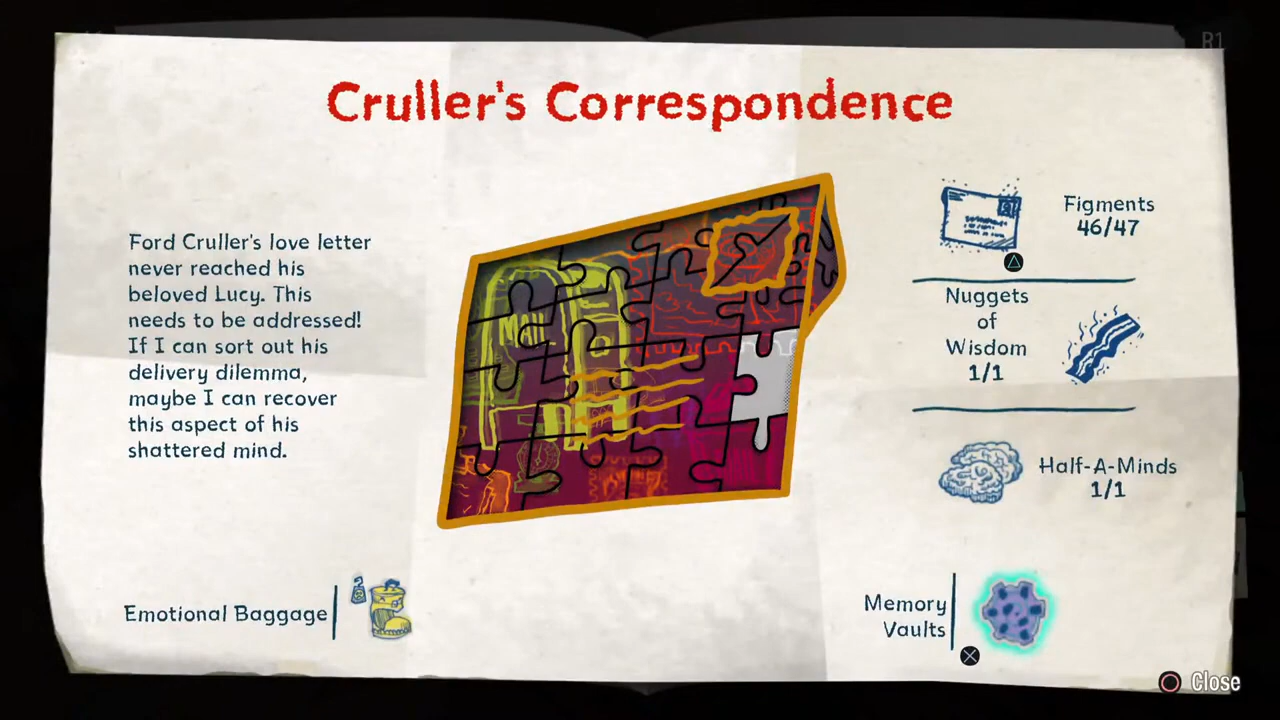 R1
Cruller's Correspondence
Ford Cruller's love letter
never reached his
beloved Lucy. This
needs to be addressed!
If I can sort out his
delivery dilemma,
maybe I can recover
this aspect of his
shattered mind.
Emotional Baggage
Mail
Figments
46/47
Nuggets
of
Wisdom
1/1
Half-A-Minds
1/1
Memory
Vaults
Close